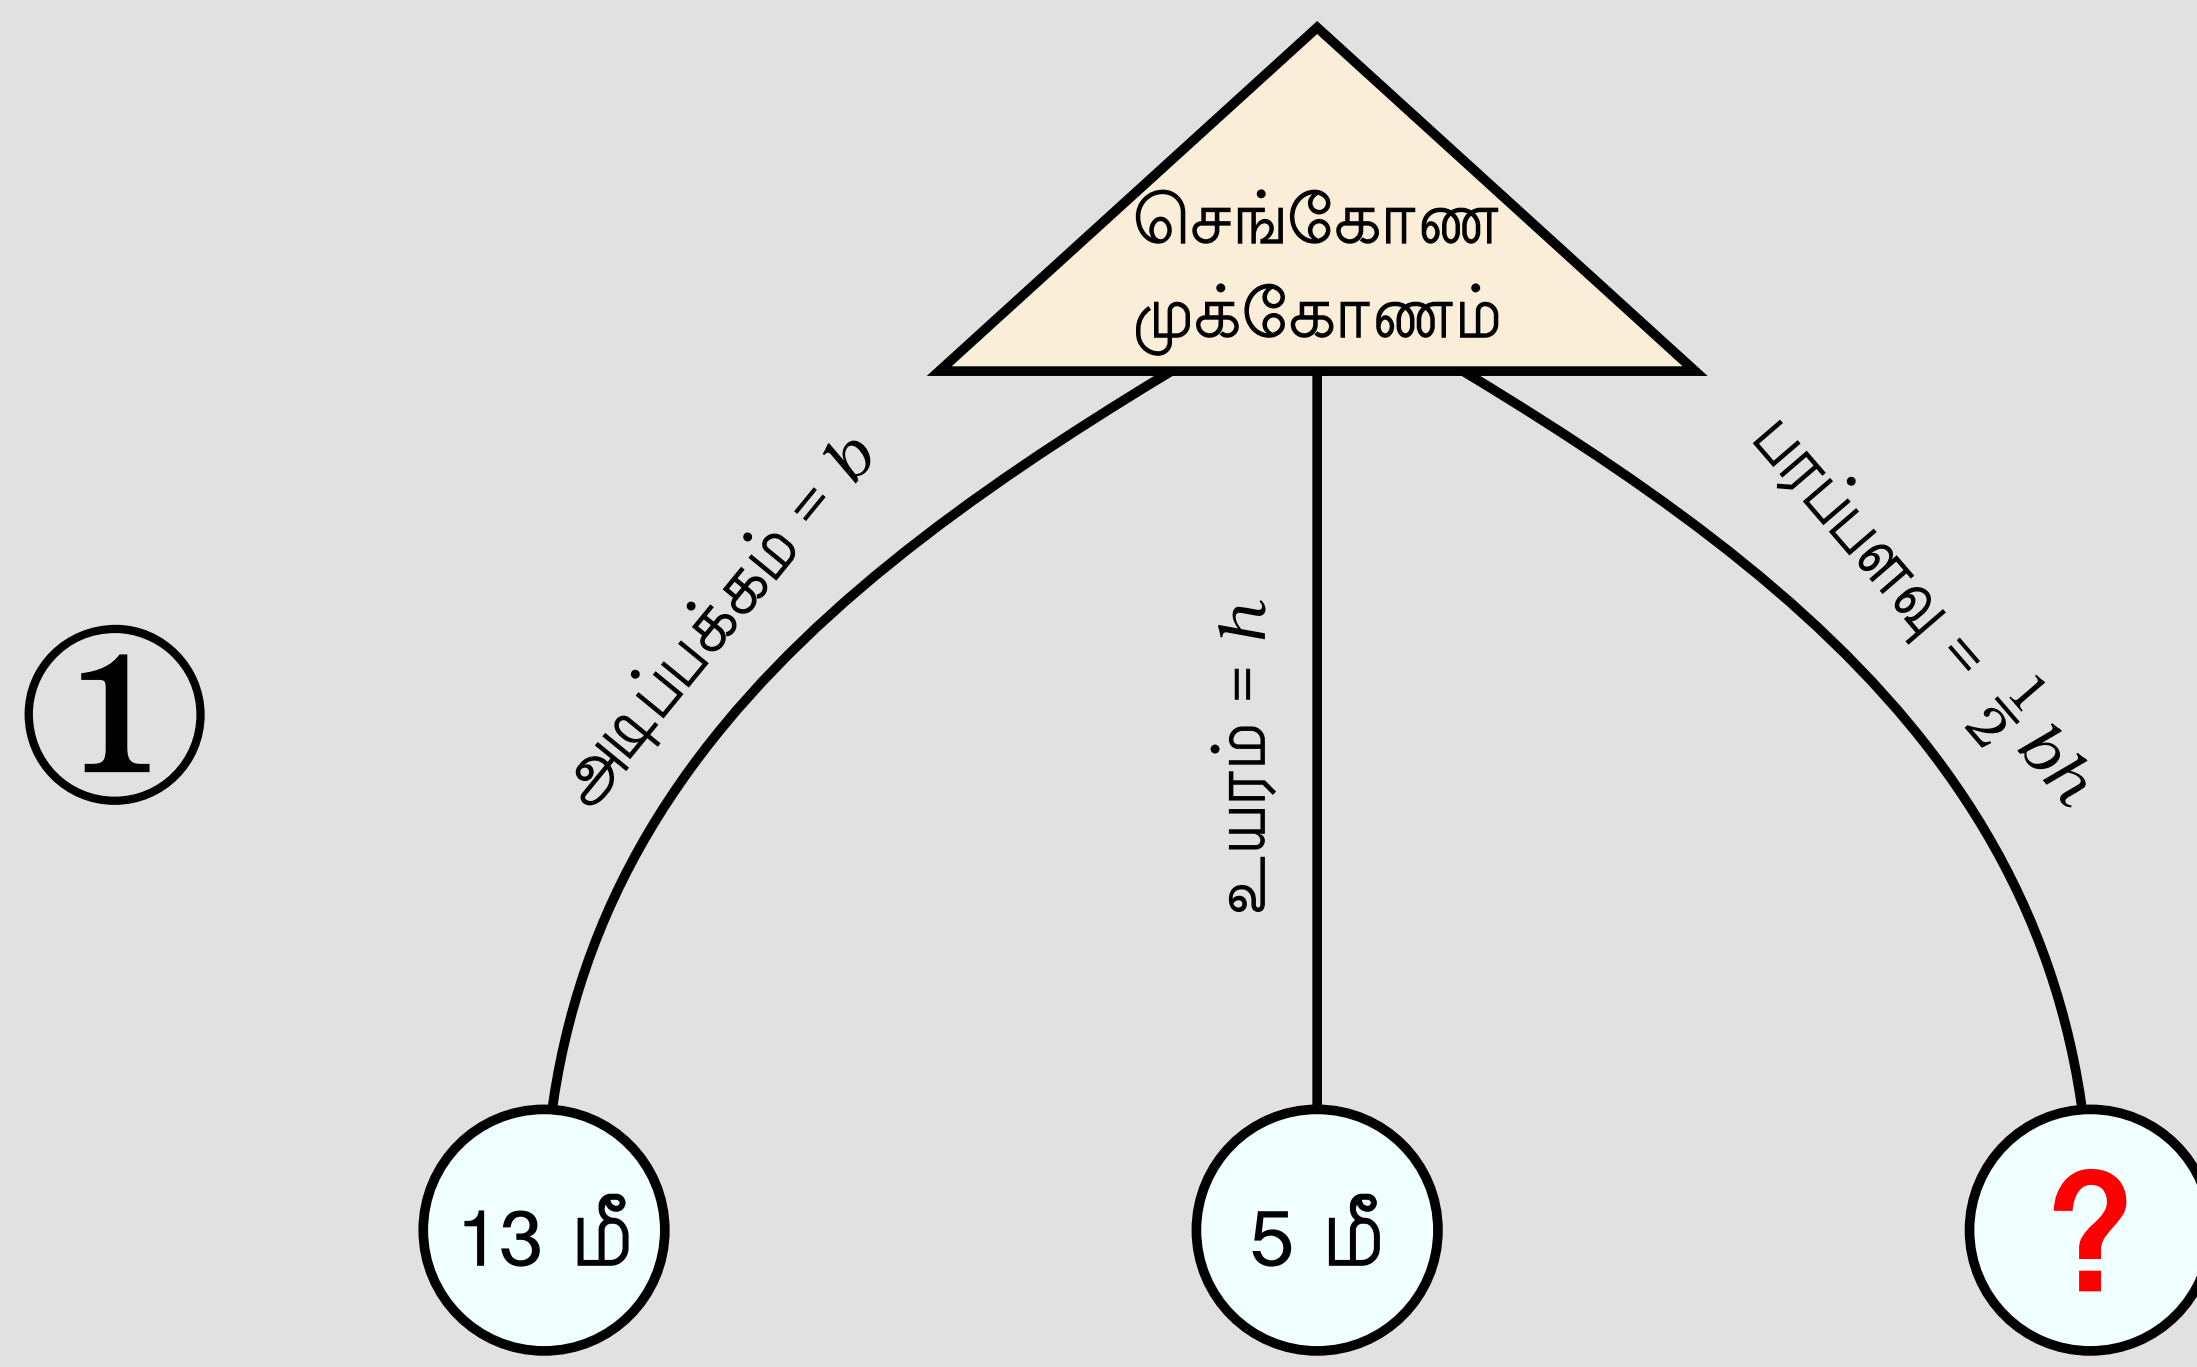 செங்கோண
முக்கோணம்
அடிப்பக்கம் = b
உயரம் = h
பரப்பளவு = 1/2 bh
1
13 மீ
5 மீ
?